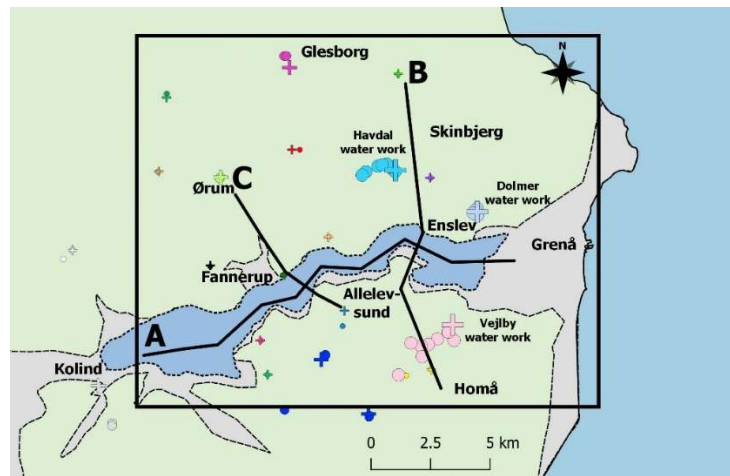 Glesborg
N
B
Skinbjerg
Havdal
water work
C
Ørum
Dolmer
water work
Enslev
Grenå
Fannerup
Allelev-
sund
A
Vejlby
water work
Kolind
Homå
0 2.5 5 km